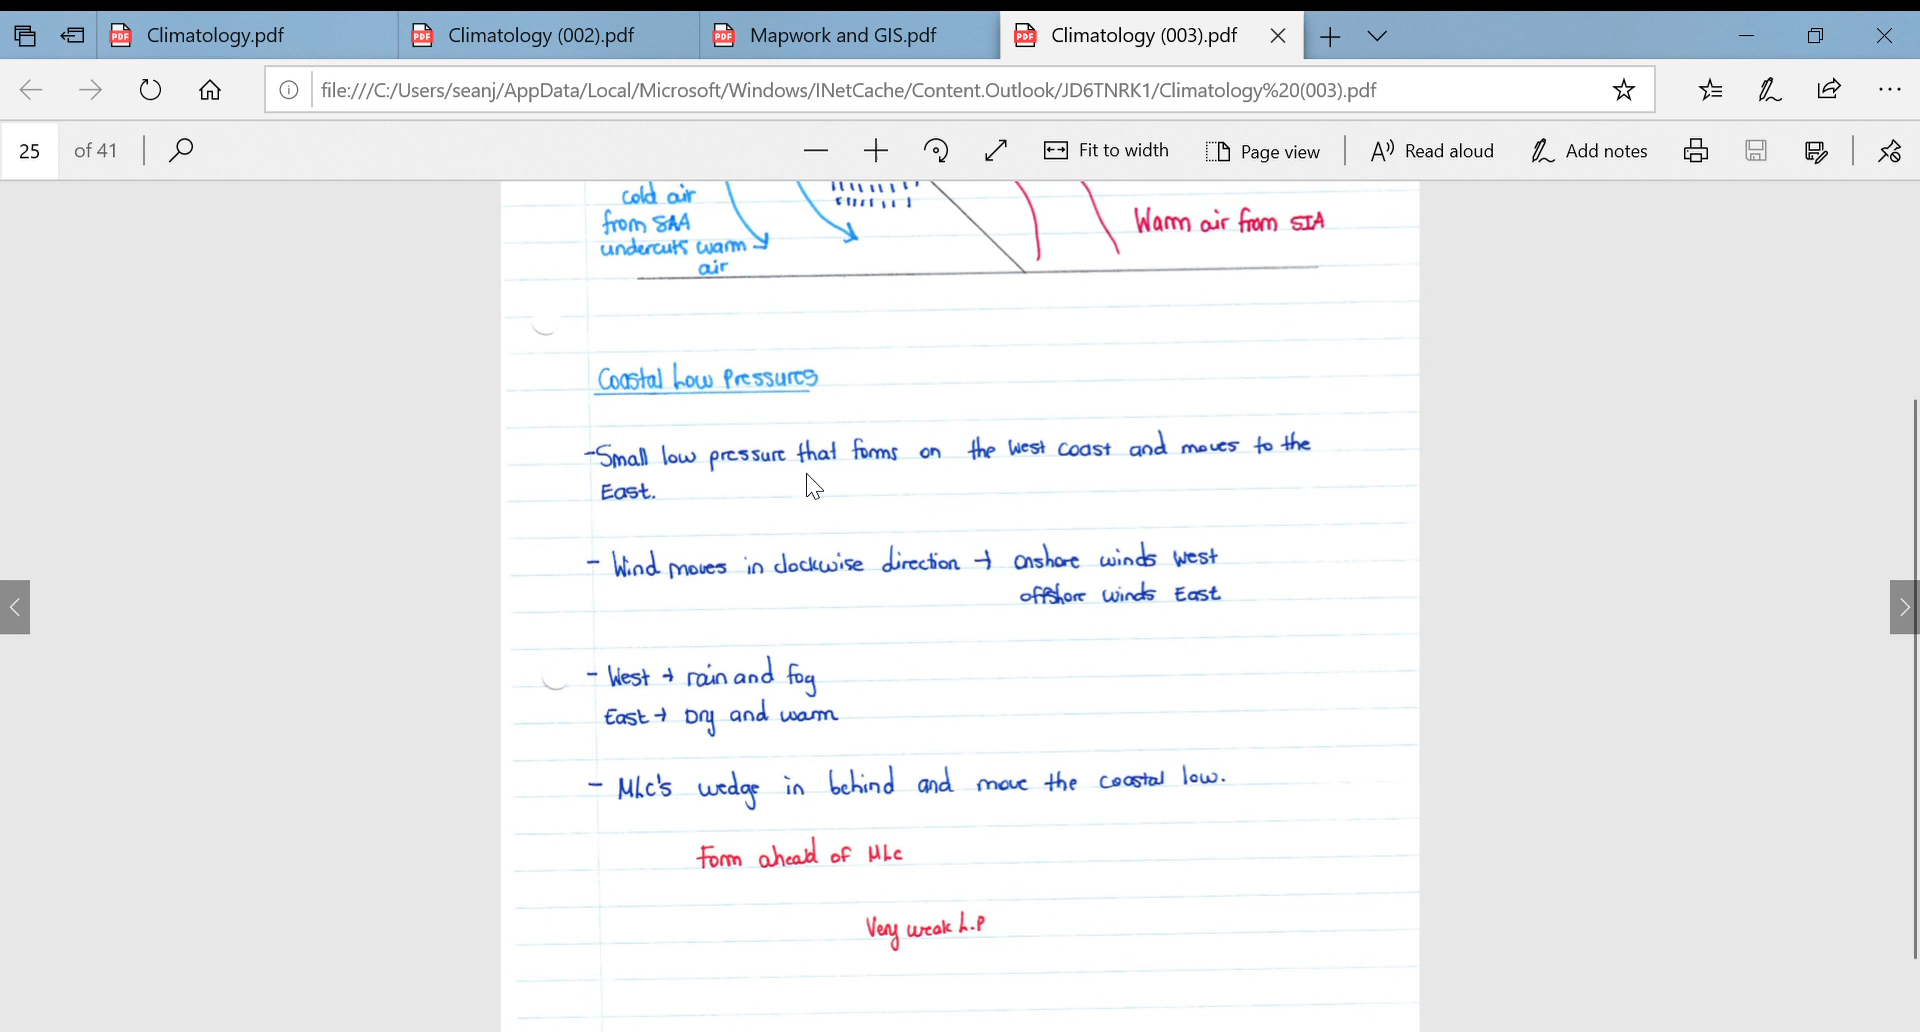 Climatology.pdf
Climatology (002).pdf
Mapwork and GIS.pdf
Climatology (003).pdf
file:///C:/Users/seanj/AppData/Local/Microsoft/Windows/INetCache/Content.Outlook/JD6TNRK1/Climatology%20(003).pdf
25 of 41
Fit to width
Page view
Read aloud
Add notes
cold air
from SAA
undercuts warm
air
Warm air from SIA
Coastal Low Pressures
-Small low pressure that forms on the West coast and moves to the
East.
- Wind moves in clockwise direction → onshore winds West
offshore winds East
- West → rain and fog
East → Dry and warm
- MLC's wedge in behind and move the coastal low.
Form ahead of MLC
Very weak L.P